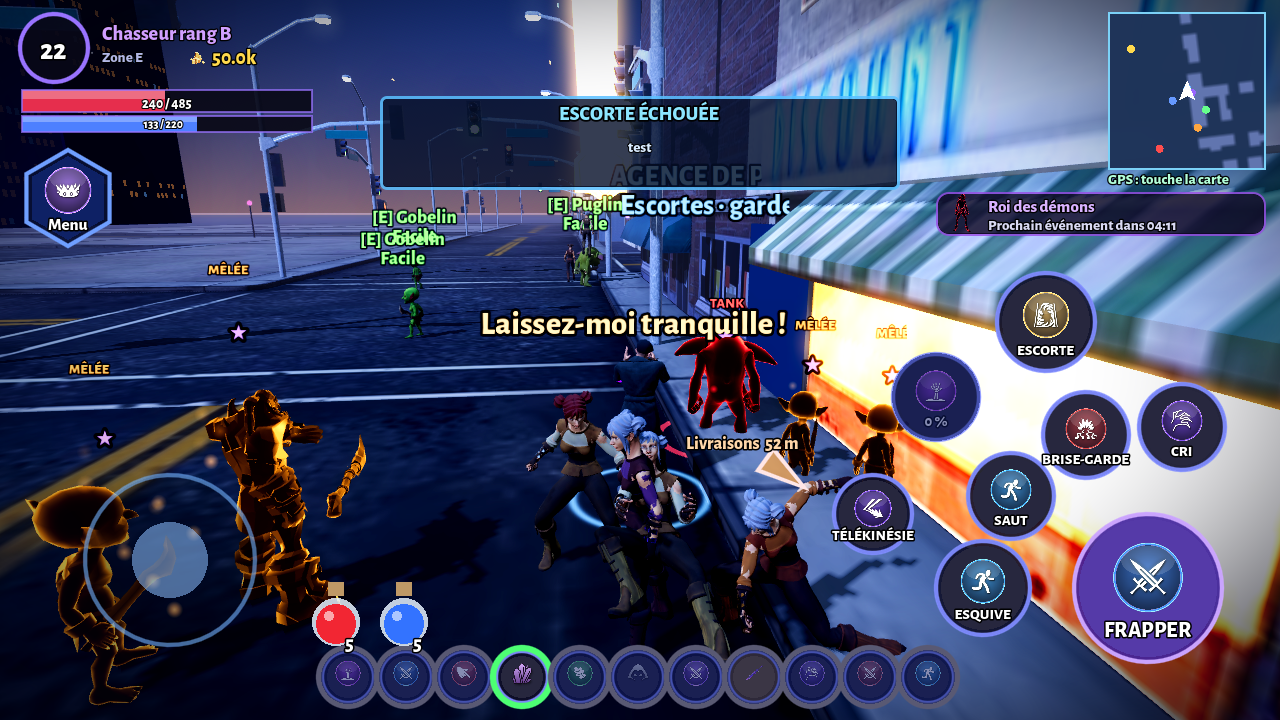 22
Chasseur rang B
Zone E
50.0k
240 / 485
133 / 220
Menu
ESCORTE ÉCHOUÉE
test
AGENCE DE P
Escortes · garde
GPS : touche la carte
Roi des démons
Prochain événement dans 04:11
[E] Gobelin
Facile
[E] Gobelin
Facile
[E] Puglin
Facile
MÊLÉE
MÊLÉE
TANK
MÊLÉE
MÊLÉ
Laissez-moi tranquille !
Livraisons 52 m
ESCORTE
0 %
BRISE-GARDE
CRI
SAUT
TÉLÉKINÉSIE
ESQUIVE
FRAPPER
5
5